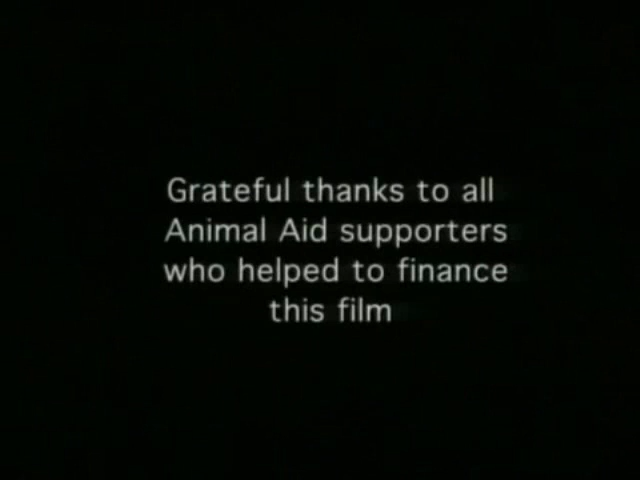 Grateful thanks to all
Animal Aid supporters
who helped to finance
this film